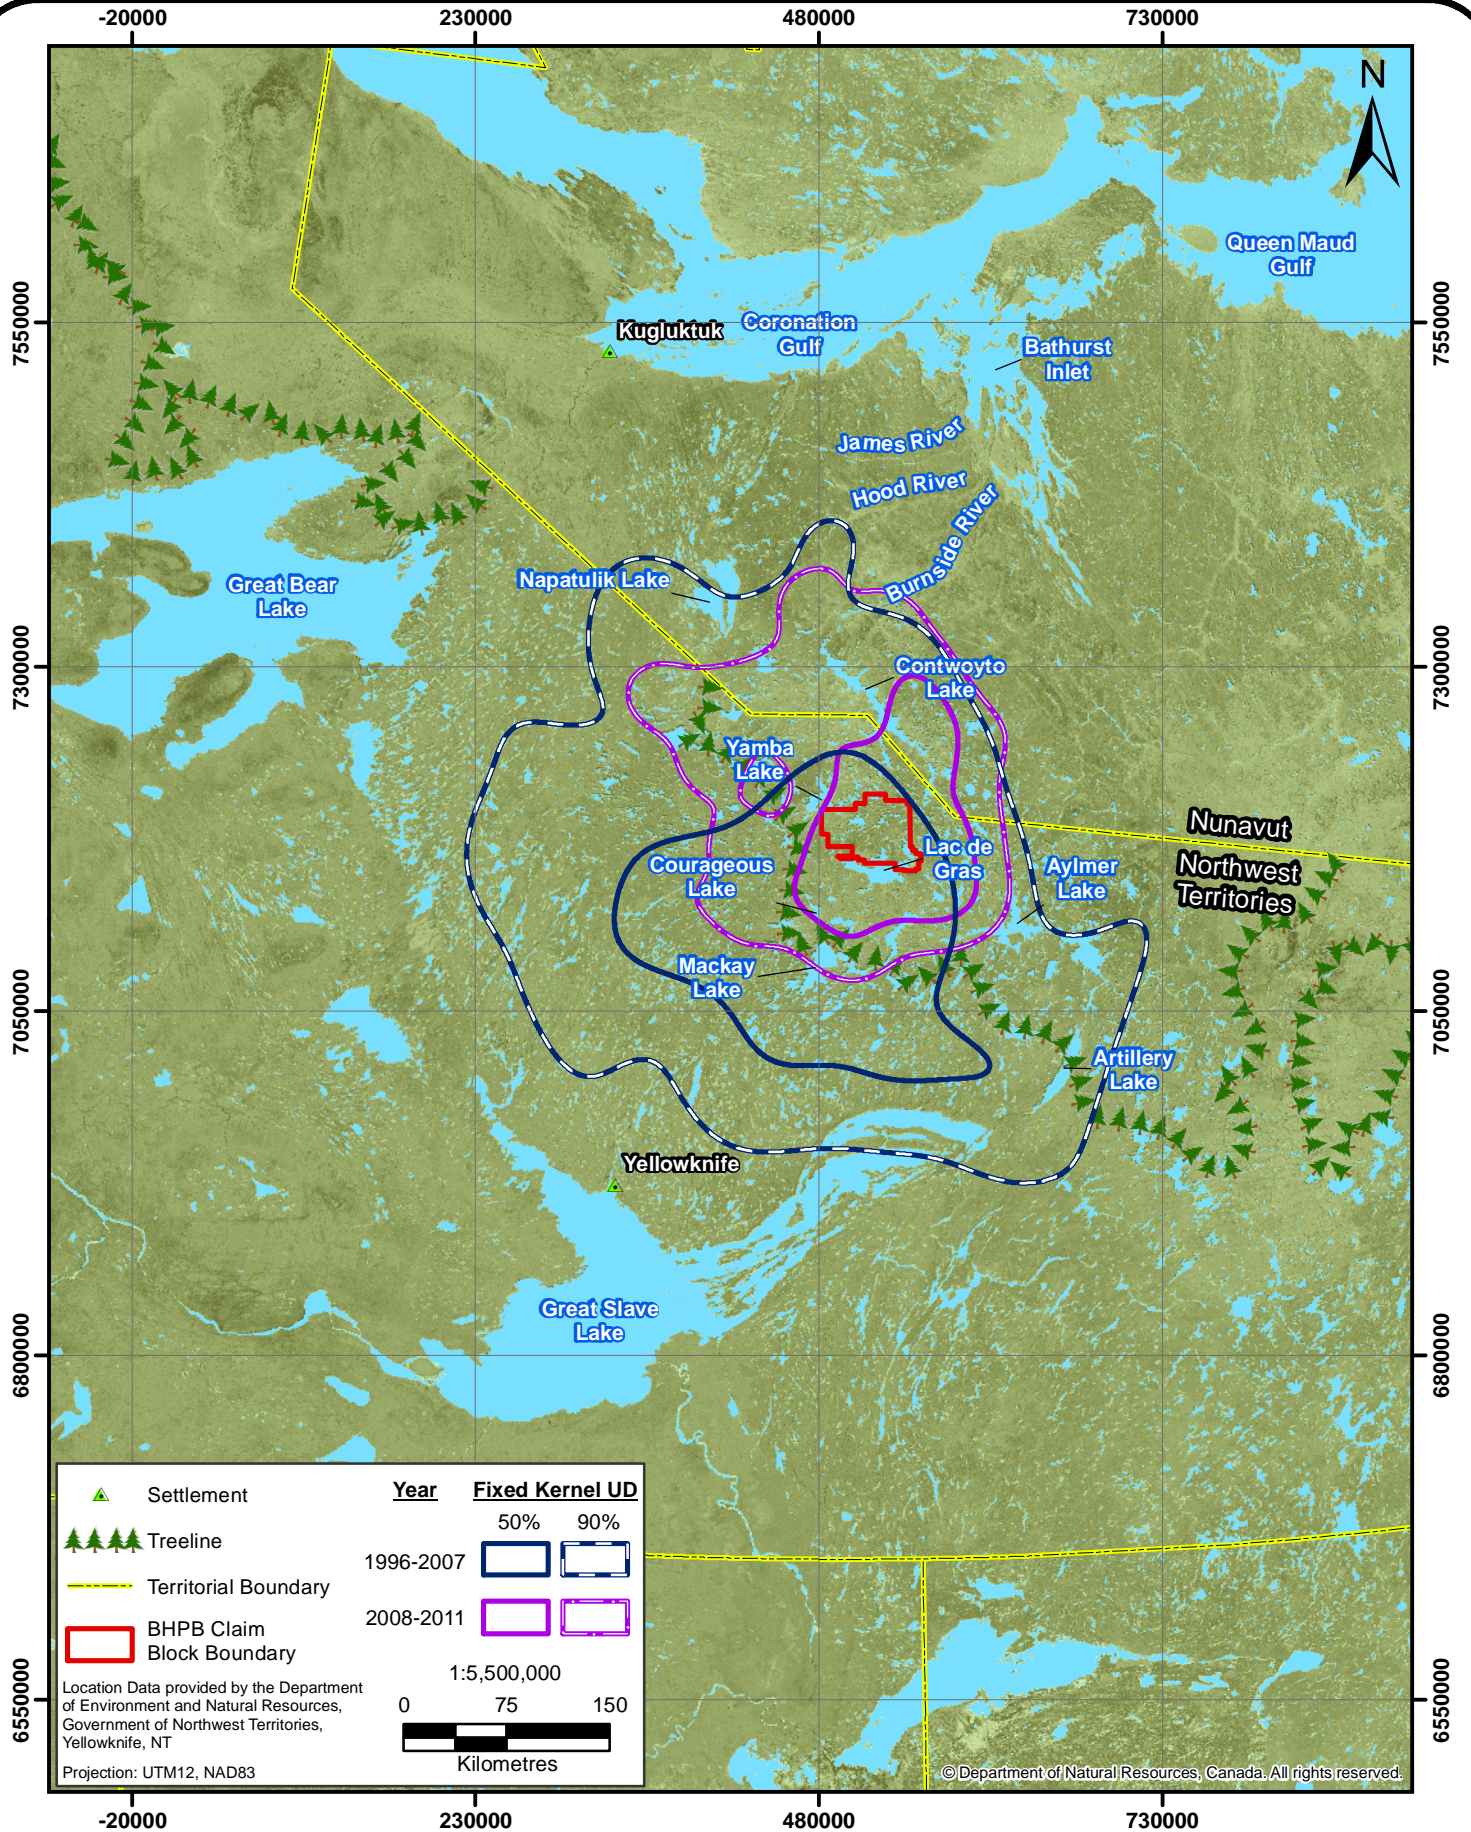 -20000 230000 480000 730000
N
Queen Maud
Gulf
7550000 7550000
Kugluktuk
Coronation
Gulf
Bathurst
Inlet
James River
Hood River
Burnside River
Napatulik Lake
Great Bear
Lake
7300000 7300000
Contwoyto
Lake
Yamba
Lake
Nunavut
Northwest
Territories
Lac de
Gras
Courageous
Lake
Aylmer
Lake
Mackay
Lake
7050000 7050000
Artillery
Lake
Yellowknife
Great Slave
Lake
6800000 6800000
Settlement
Treeline
Territorial Boundary
BHPB Claim
Block Boundary
Year Fixed Kernel UD
50% 90%
1996-2007
2008-2011
1:5,500,000
0 75 150
Kilometres
Location Data provided by the Department
of Environment and Natural Resources,
Government of Northwest Territories,
Yellowknife, NT
Projection: UTM12, NAD83
6550000 6550000
© Department of Natural Resources, Canada. All rights reserved.
-20000 230000 480000 730000